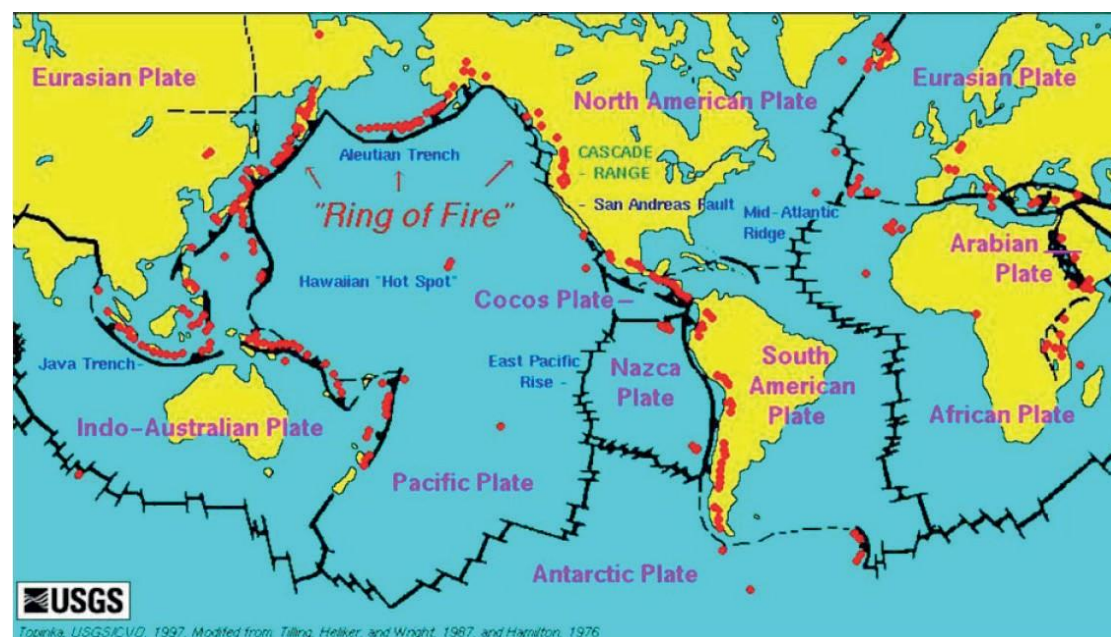 Eurasian Plate
North American Plate
Eurasian Plate
Aleutian Trench
CASCADE
- RANGE
"Ring of Fire"
- San Andreas Fault
Mid-Atlantic
Ridge
Arabian
Plate
Hawaiian "Hot Spot"
Cocos Plate
Java Trench
East Pacific
Rise -
Nazca
Plate
South
American
Plate
Indo-Australian Plate
African Plate
Pacific Plate
Antarctic Plate
USGS
Topinka, USGS/CVO, 1997, Modified from: Tilling, Heliker, and Wright, 1987, and Hamilton, 1976